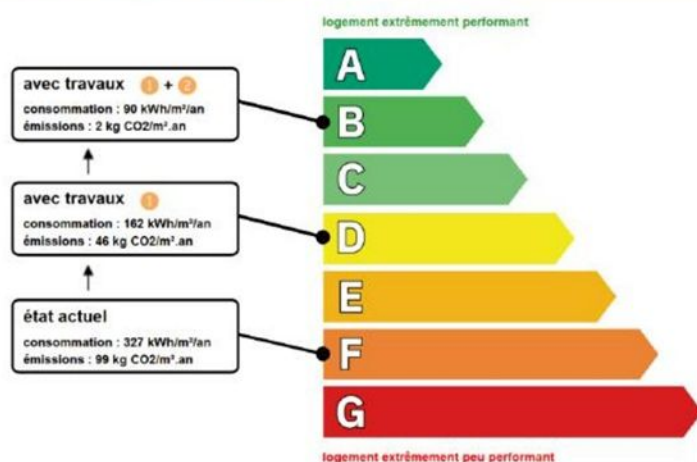 logement extrêmement performant
avec travaux 1 + 2
consommation : 90 kWh/m²/an
émissions : 2 kg CO2/m².an
avec travaux 1
consommation : 162 kWh/m²/an
émissions : 46 kg CO2/m².an
état actuel
consommation : 327 kWh/m²/an
émissions : 99 kg CO2/m².an
A
B
C
D
E
F
G
logement extrêmement peu performant